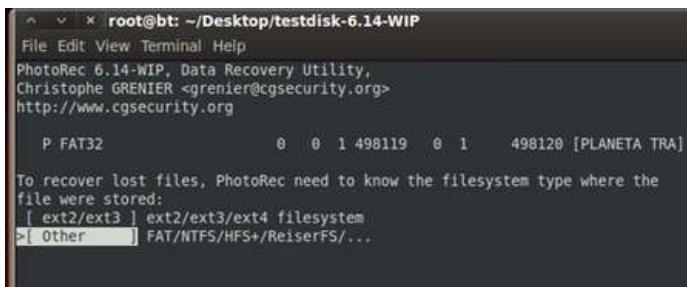 root@bt: ~/Desktop/testdisk-6.14-WIP
File Edit View Terminal Help
PhotoRec 6.14-WIP, Data Recovery Utility,
Christophe GRENIER <grenier@cgsecurity.org>
http://www.cgsecurity.org
P FAT32 0 0 1 498119 0 1 498120 [PLANETA TRA]
To recover lost files, PhotoRec need to know the filesystem type where the
file were stored:
[ ext2/ext3 ] ext2/ext3/ext4 filesystem
>[ Other ] FAT/NTFS/HFS+/ReiserFS/...